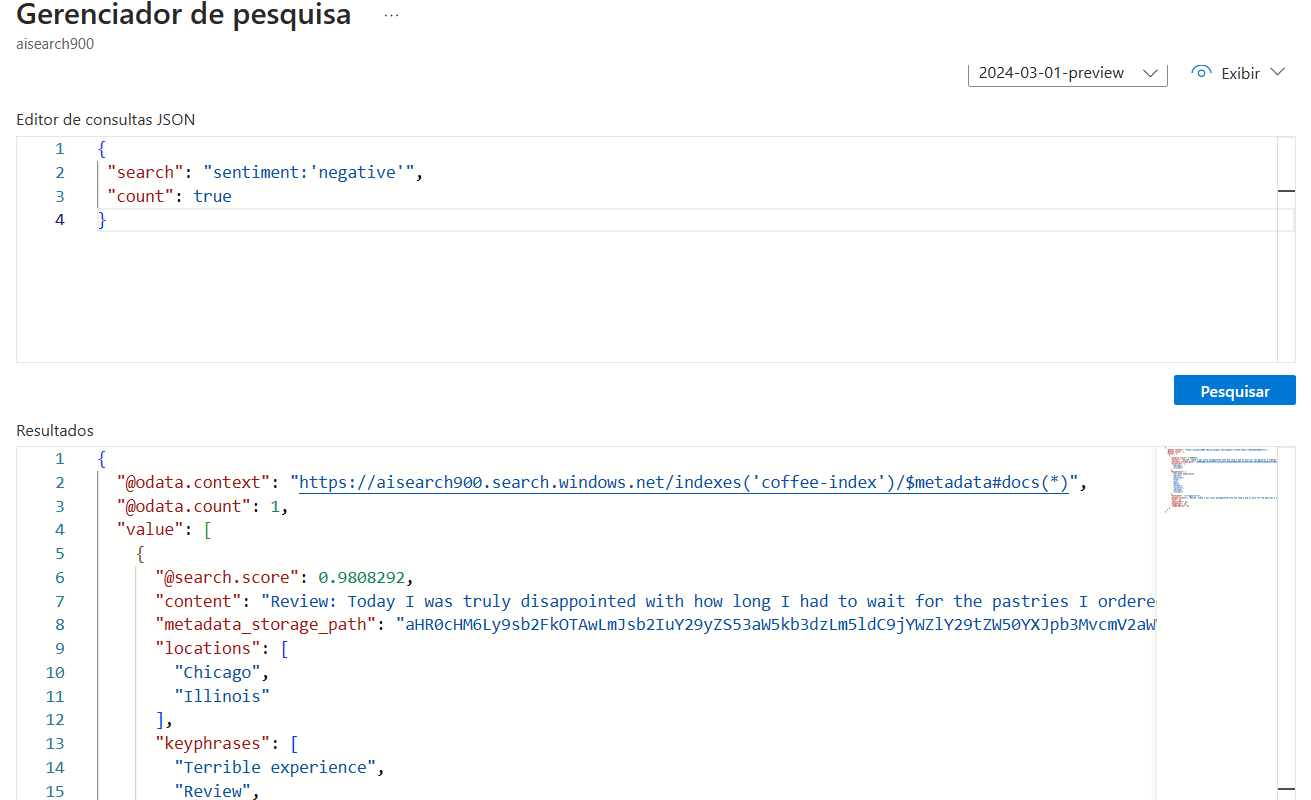 Gerenciador de pesquisa ...
aisearch900
2024-03-01-preview Exibir
Editor de consultas JSON
1 {
2 "search": "sentiment:'negative'",
3 "count": true
4 }
Pesquisar
Resultados
1 {
2 "@odata.context": "https://aisearch900.search.windows.net/indexes('coffee-index')/$metadata#docs(*)",
3 "@odata.count": 1,
4 "value": [
5 {
6 "@search.score": 0.9808292,
7 "content": "Review: Today I was truly disappointed with how long I had to wait for the pastries I ordere
8 "metadata_storage_path": "aHR0cHM6Ly9sb2FkOTAwLmJsb2IuY29yZS53aW5kb3dzLm5ldC9jYWZlY29tZW50YXJpb3MvcmV2aW
9 "locations": [
10 "Chicago",
11 "Illinois"
12 ],
13 "keyphrases": [
14 "Terrible experience",
15 "Review",